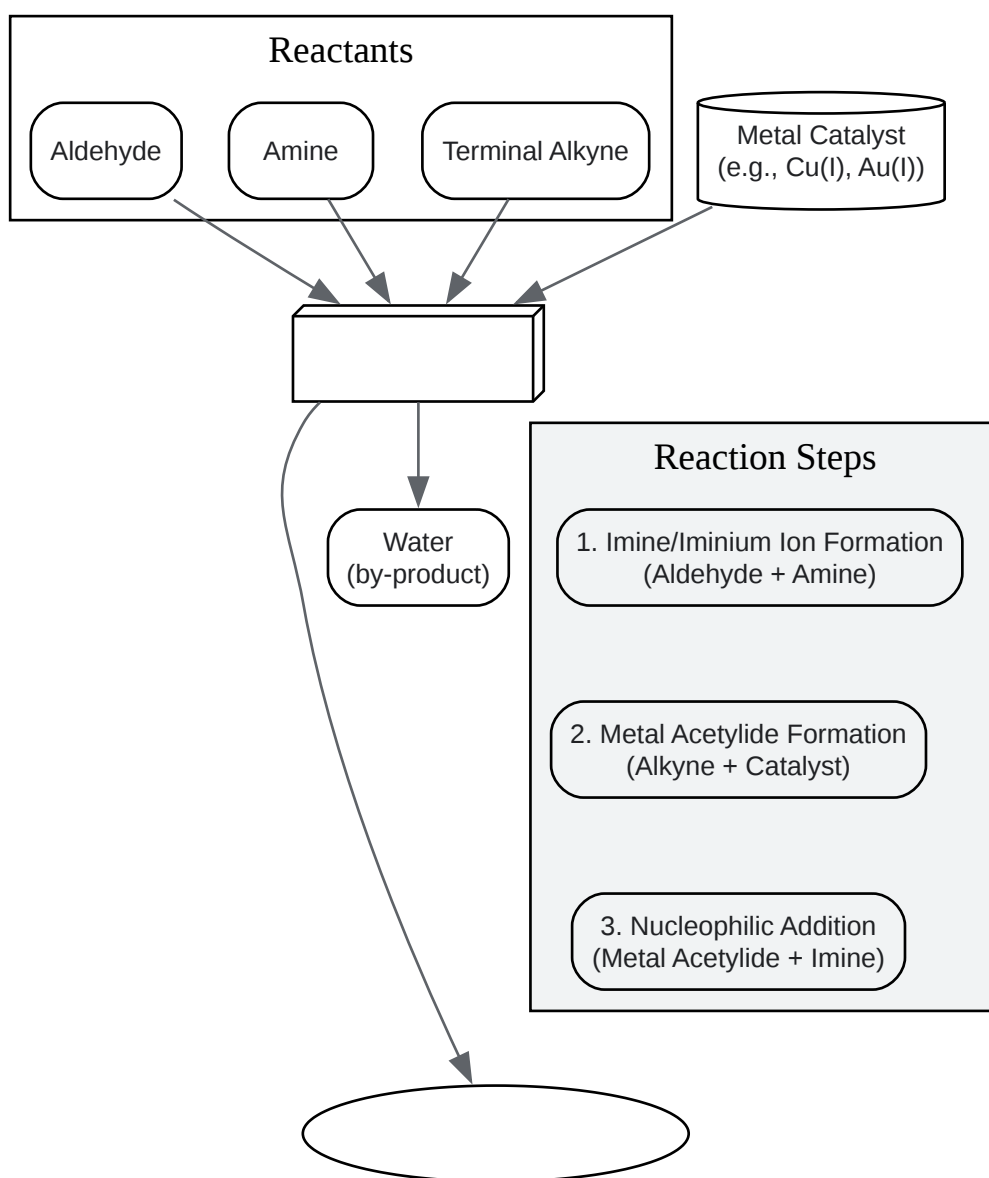 Reactants
Aldehyde
Amine
Terminal Alkyne
Metal Catalyst
(e.g., Cu(I), Au(I))
Water
(by-product)
Reaction Steps
1. Imine/Iminium Ion Formation
(Aldehyde + Amine)
2. Metal Acetylide Formation
(Alkyne + Catalyst)
3. Nucleophilic Addition
(Metal Acetylide + Imine)